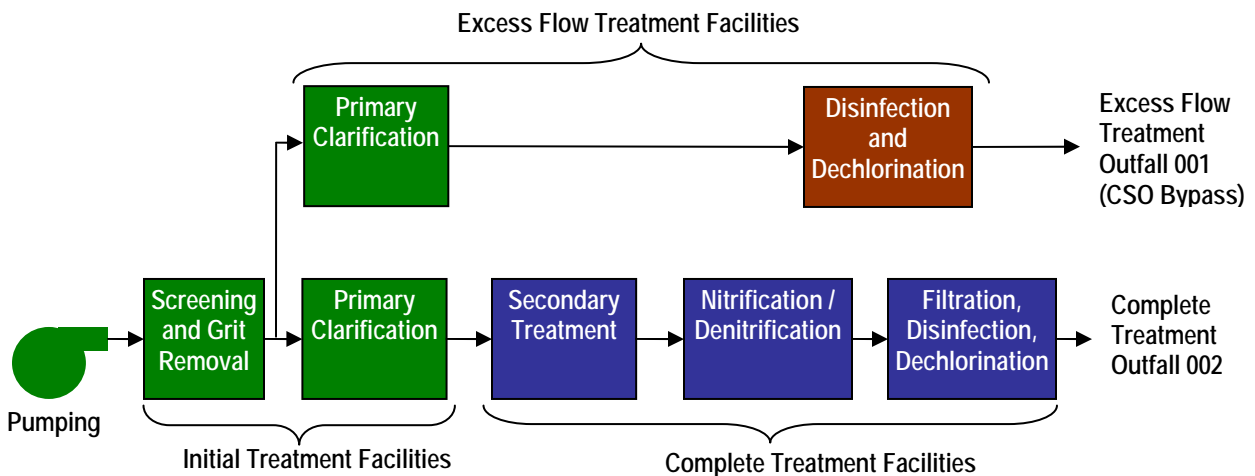 Excess Flow Treatment Facilities
Primary
Clarification
Disinfection
and
Dechlorination
Excess Flow
Treatment
Outfall 001
(CSO Bypass)
Screening
and Grit
Removal
Primary
Clarification
Secondary
Treatment
Nitrification /
Denitrification
Filtration,
Disinfection,
Dechlorination
Complete
Treatment
Outfall 002
Pumping
Initial Treatment Facilities
Complete Treatment Facilities